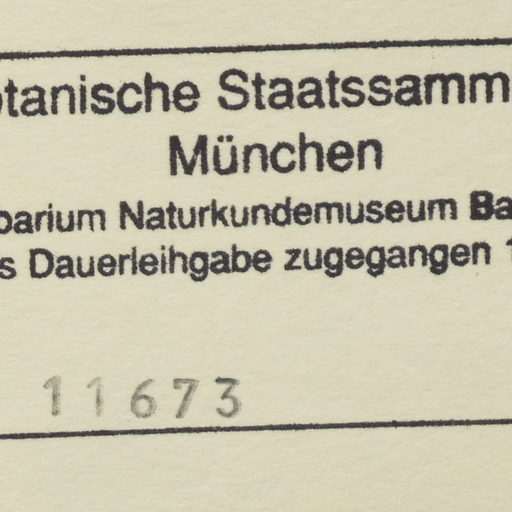 otanische Staatssamm
München
barium Naturkundemuseum Ba
s Dauerleihgabe zugegangen 1
11673